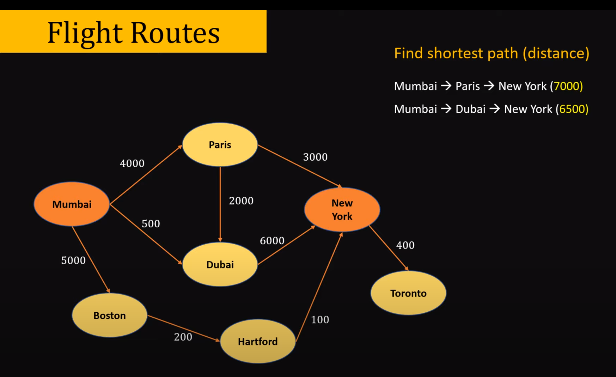 Flight Routes
Find shortest path (distance)
Mumbai → Paris → New York (7000)
Mumbai → Dubai → New York (6500)
Paris
4000
3000
Mumbai
2000
New
York
500
6000
400
5000
Dubai
Toronto
Boston
100
200
Hartford